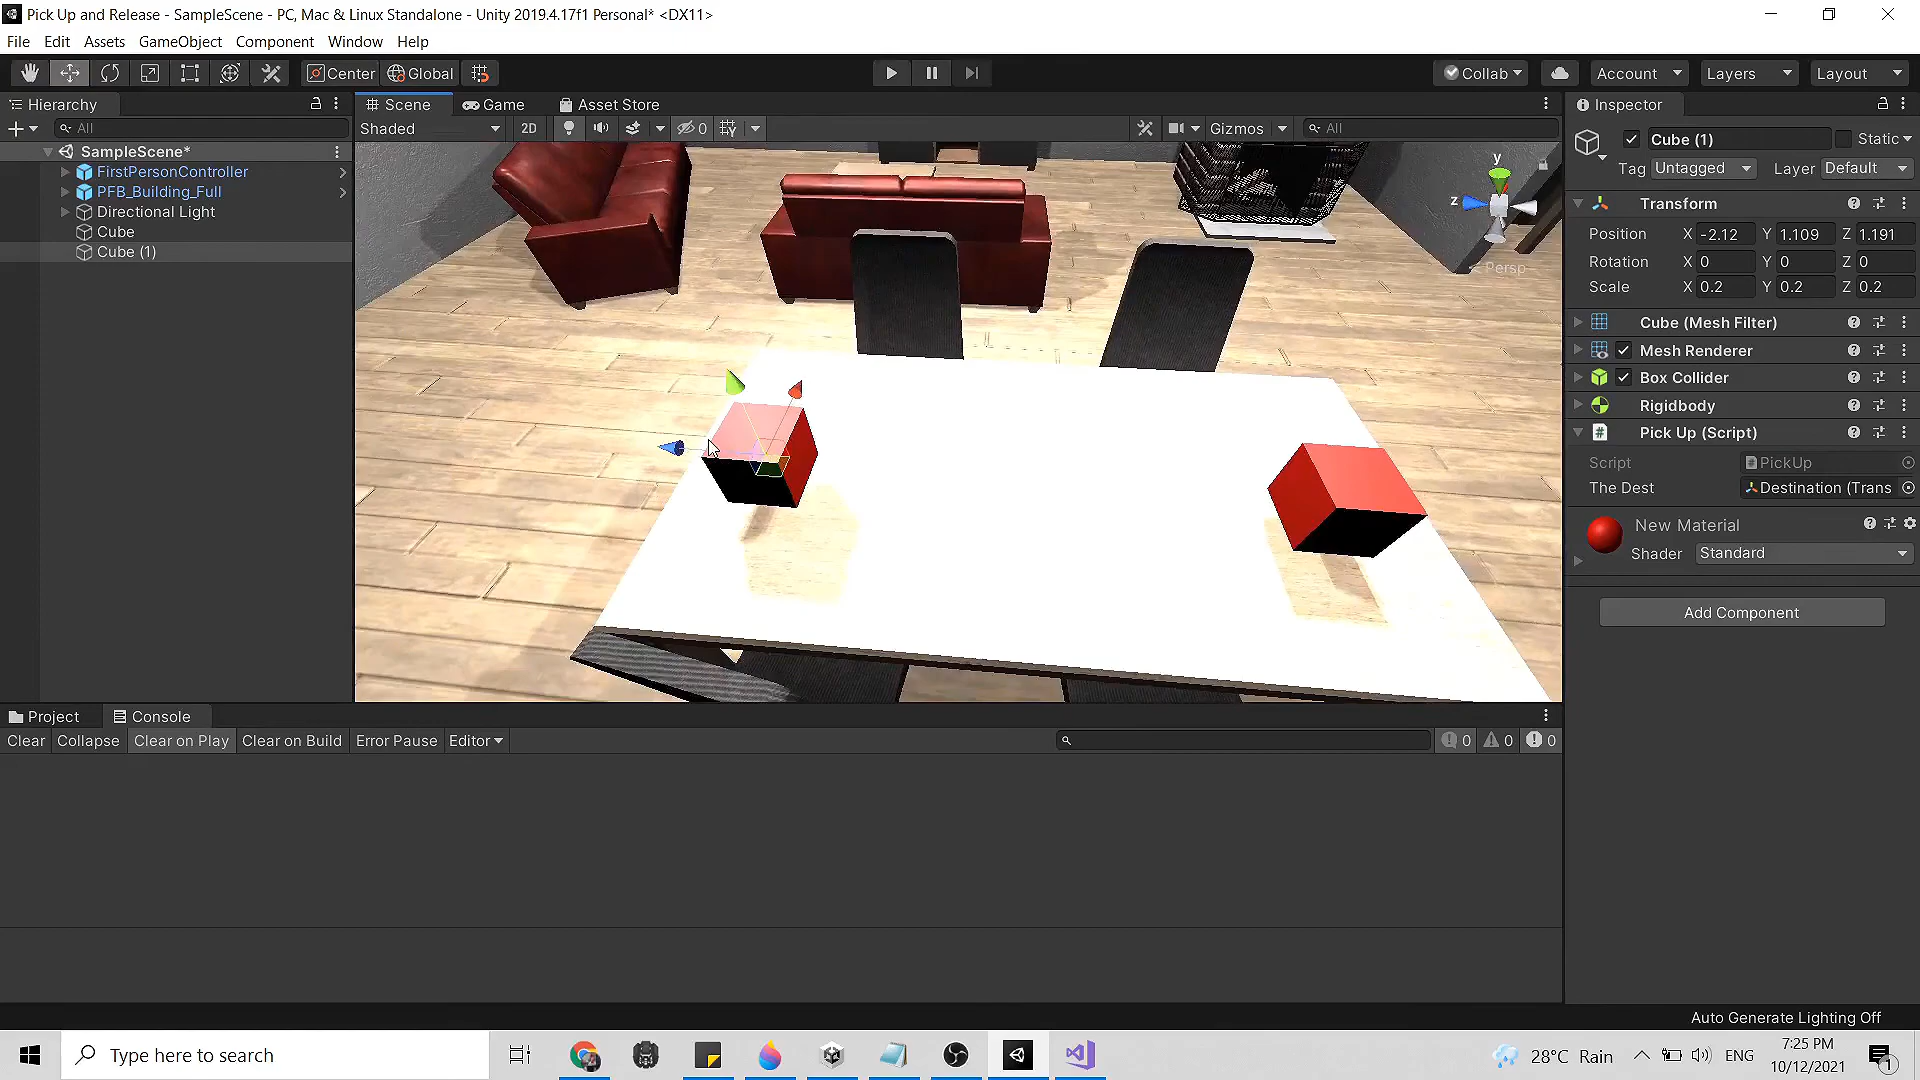 Pick Up and Release - SampleScene - PC, Mac & Linux Standalone - Unity 2019.4.17f1 Personal* <DX11>
File Edit Assets GameObject Component Window Help
Center Global Collab Account Layers Layout
Hierarchy Scene Game Asset Store Inspector
All Shaded 2D 0 Gizmos All
SampleScene*
FirstPersonController
PFB_Building_Full
Directional Light
Cube
Cube (1)
y
z
< Persp
Cube (1) Static
Tag Untagged Layer Default
Transform
Position X -2.12 Y 1.109 Z 1.191
Rotation X 0 Y 0 Z 0
Scale X 0.2 Y 0.2 Z 0.2
Cube (Mesh Filter)
Mesh Renderer
Box Collider
Rigidbody
# Pick Up (Script)
Script PickUp
The Dest Destination (Trans
New Material
Shader Standard
Add Component
Project Console
Clear Collapse Clear on Play Clear on Build Error Pause Editor 0 0 0
Auto Generate Lighting Off
Type here to search
28°C Rain ENG
7:25 PM
10/12/2021
1